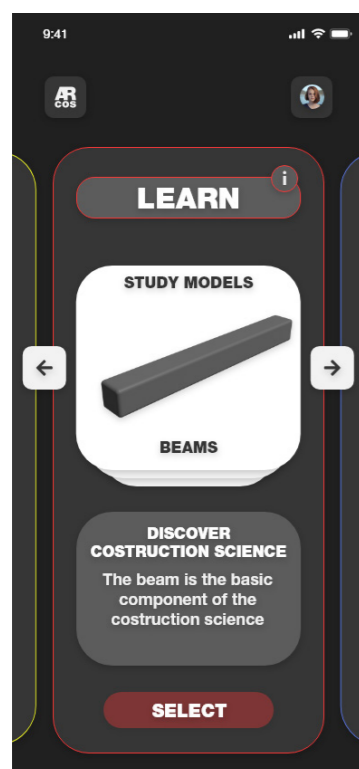 9:41
AR
COS
LEARN
i
STUDY MODELS
BEAMS
DISCOVER
COSTRUCTION SCIENCE
The beam is the basic
component of the
costruction science
SELECT